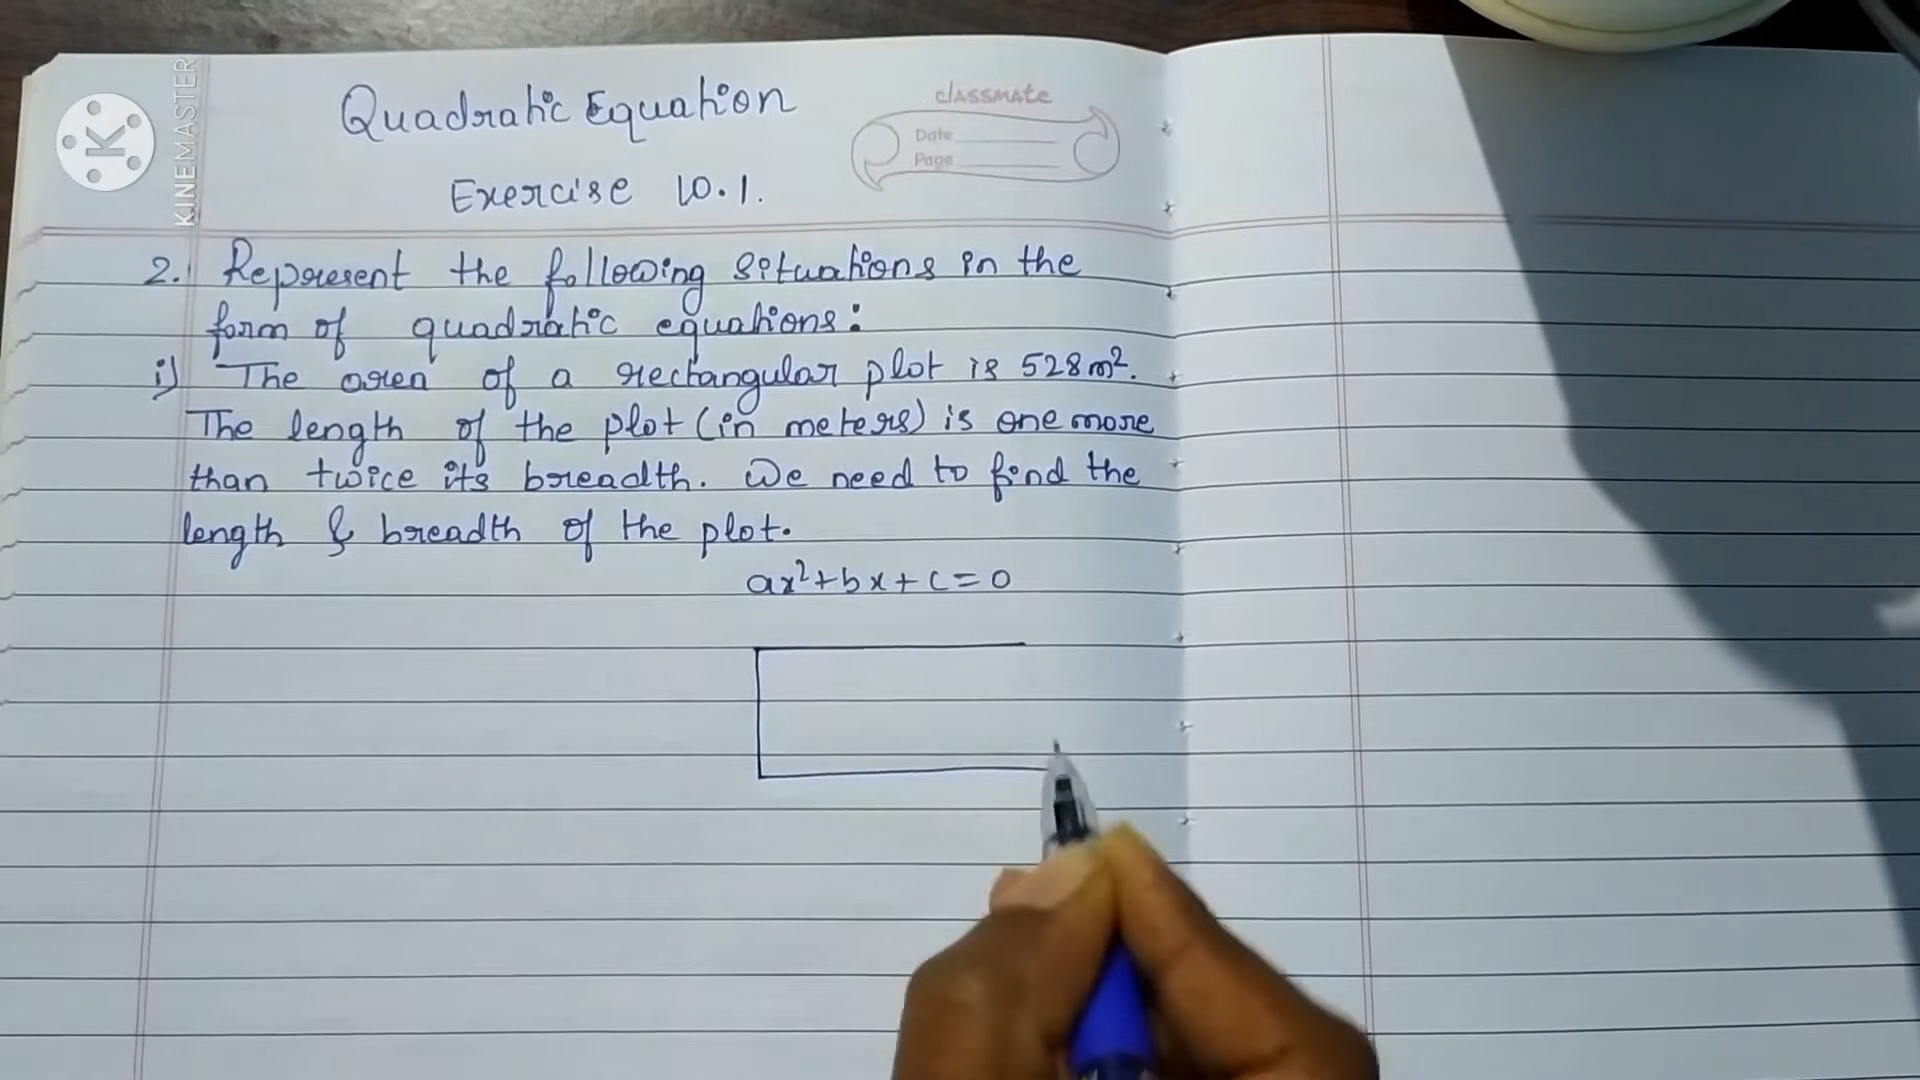 KINEMASTER
Quadratic Equation
classmate
Date
Page
Exercise 10.1.
2. Represent the following situations in the
form of quadratic equations:
i) The area of a rectangular plot is 528m².
The length of the plot (in meters) is one more
than twice its breadth. We need to find the
length & breadth of the plot.
ax²+bx+c=0